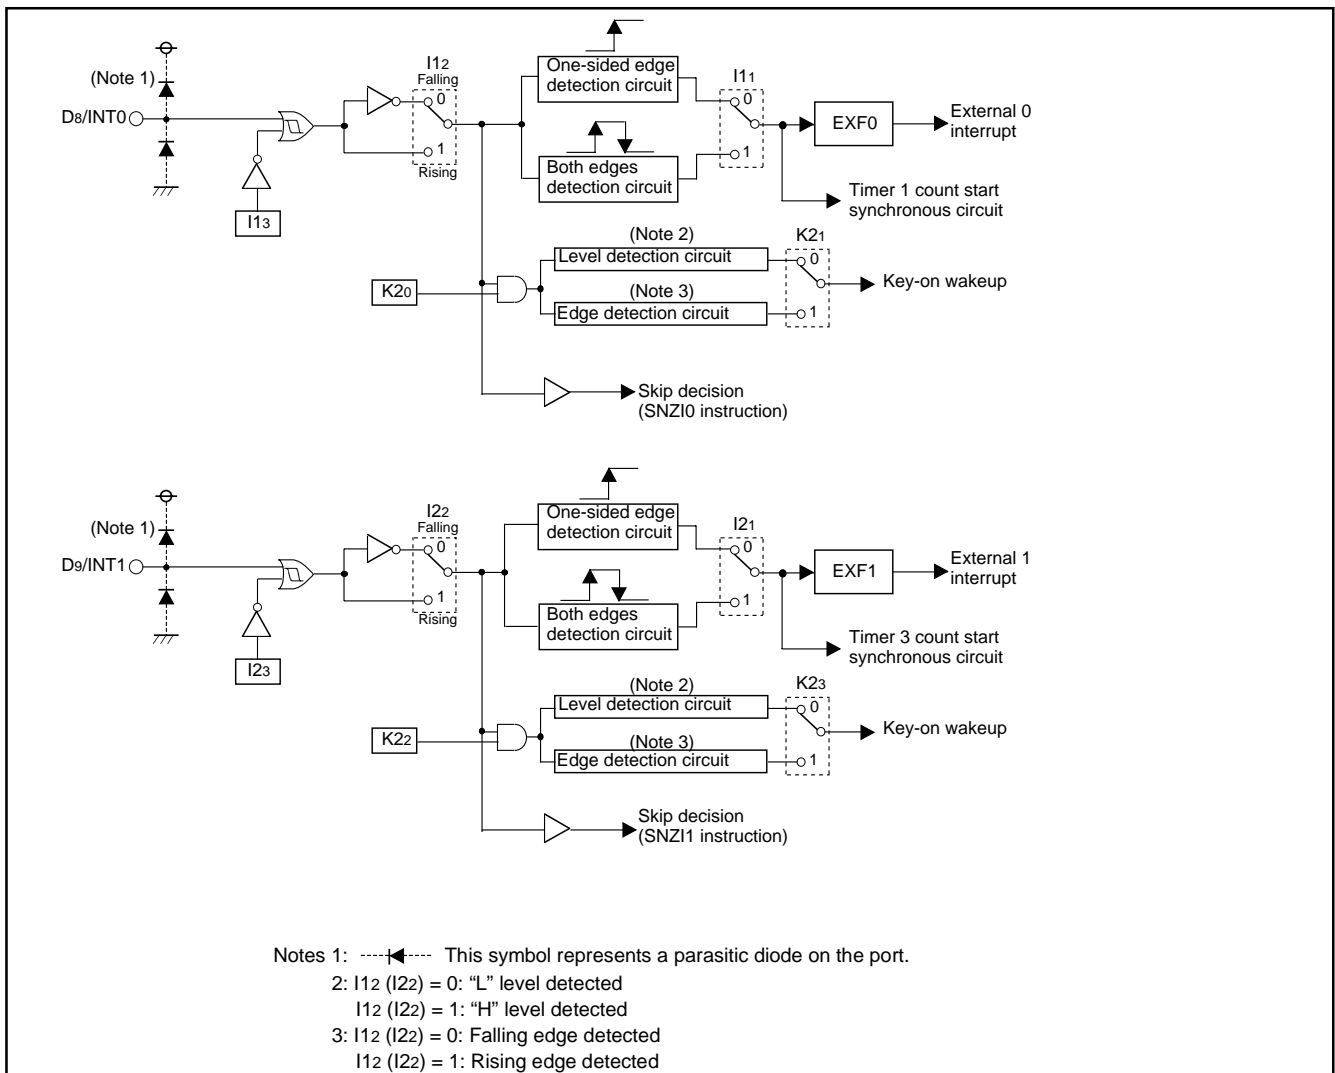 I12
Falling
0
1
Rising
(Note 1)
D8/INT0
I13
One-sided edge
detection circuit
Both edges
detection circuit
I11
0
1
EXF0
External 0
interrupt
Timer 1 count start
synchronous circuit
K20
(Note 2)
Level detection circuit
(Note 3)
Edge detection circuit
K21
0
1
Key-on wakeup
Skip decision
(SNZI0 instruction)
I22
Falling
0
1
Rising
(Note 1)
D9/INT1
I23
One-sided edge
detection circuit
Both edges
detection circuit
I21
0
1
EXF1
External 1
interrupt
Timer 3 count start
synchronous circuit
K22
(Note 2)
Level detection circuit
(Note 3)
Edge detection circuit
K23
0
1
Key-on wakeup
Skip decision
(SNZI1 instruction)
Notes 1: This symbol represents a parasitic diode on the port.
2: I12 (I22) = 0: “L” level detected
I12 (I22) = 1: “H” level detected
3: I12 (I22) = 0: Falling edge detected
I12 (I22) = 1: Rising edge detected